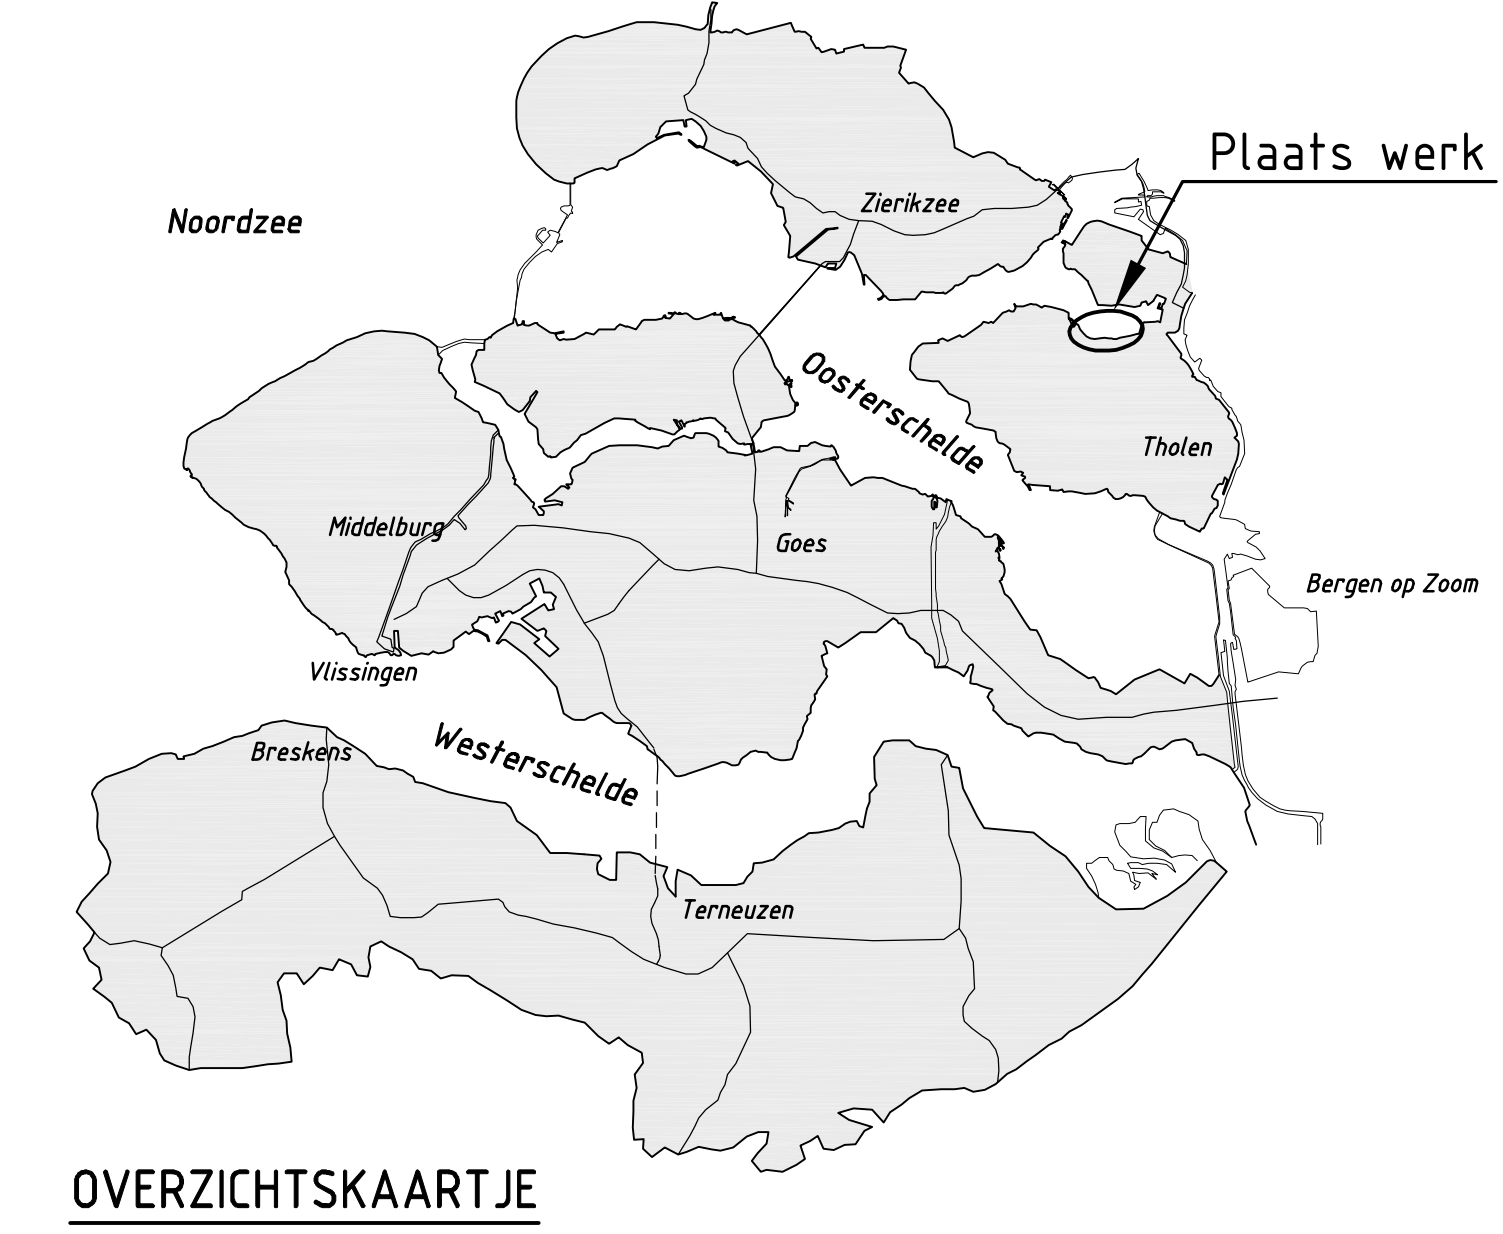 Plaats werk
Zierikzee
Noordzee
Oosterschelde
Tholen
Middelburg
Goes
Bergen op Zoom
Vlissingen
Westerschelde
Breskens
Terneuzen
OVERZICHTSKAARTJE